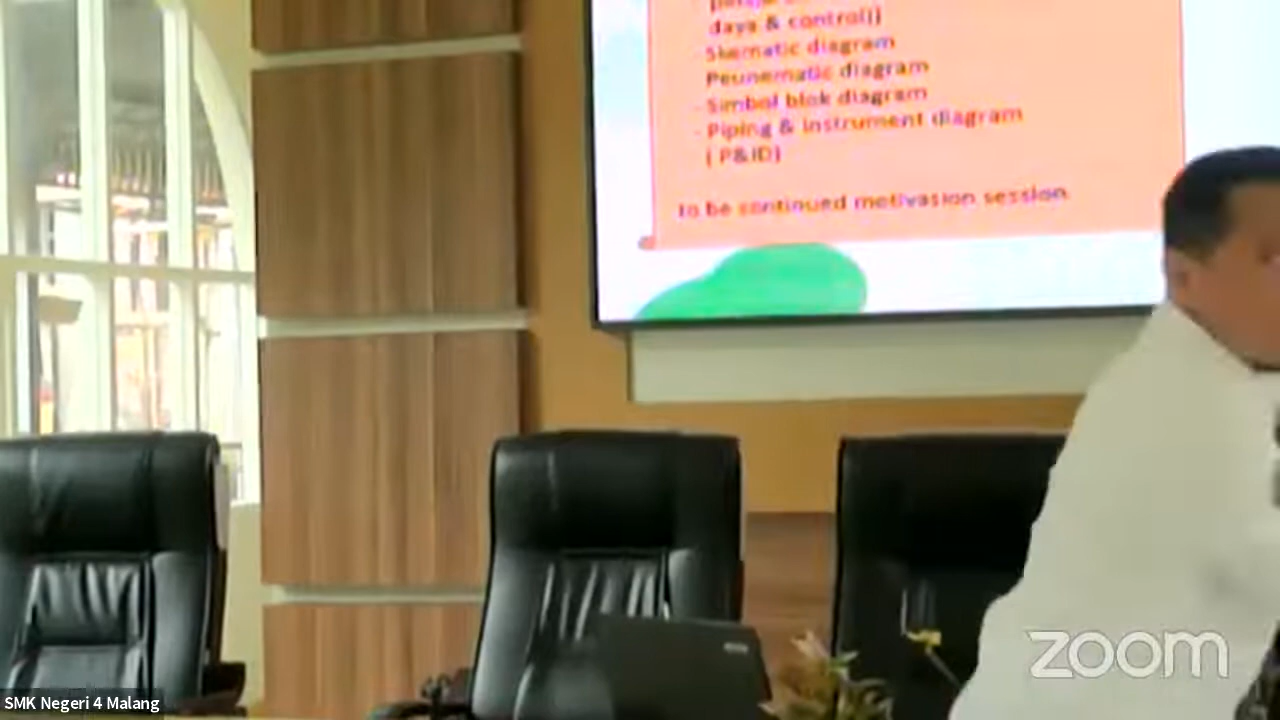 daya & control))
- Skematic diagram
Peunematic diagram
- Simbol blok diagram
- Piping & instrument diagram
( P&ID)
to be continued motivasion session
zoom
SMK Negeri 4 Malang